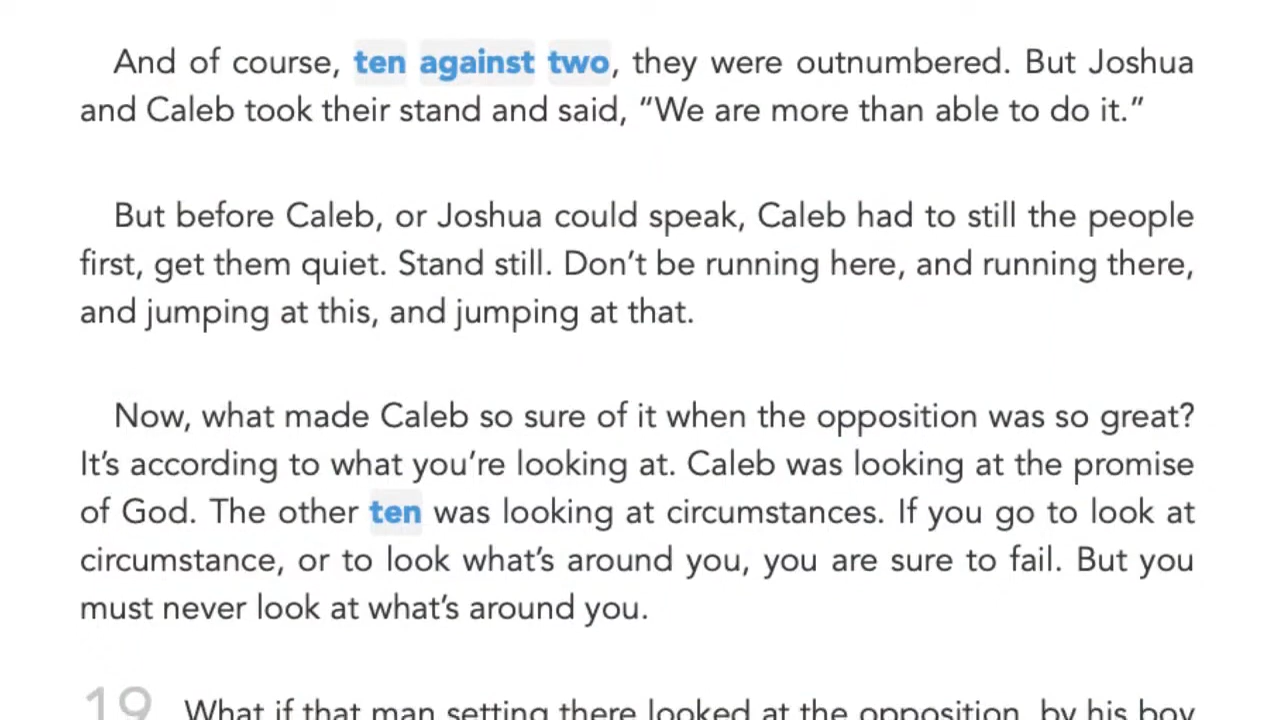 And of course, ten against two, they were outnumbered. But Joshua
and Caleb took their stand and said, “We are more than able to do it.”
But before Caleb, or Joshua could speak, Caleb had to still the people
first, get them quiet. Stand still. Don’t be running here, and running there,
and jumping at this, and jumping at that.
Now, what made Caleb so sure of it when the opposition was so great?
It’s according to what you’re looking at. Caleb was looking at the promise
of God. The other ten was looking at circumstances. If you go to look at
circumstance, or to look what’s around you, you are sure to fail. But you
must never look at what’s around you.
19 What if that man setting there looked at the opposition, by his boy